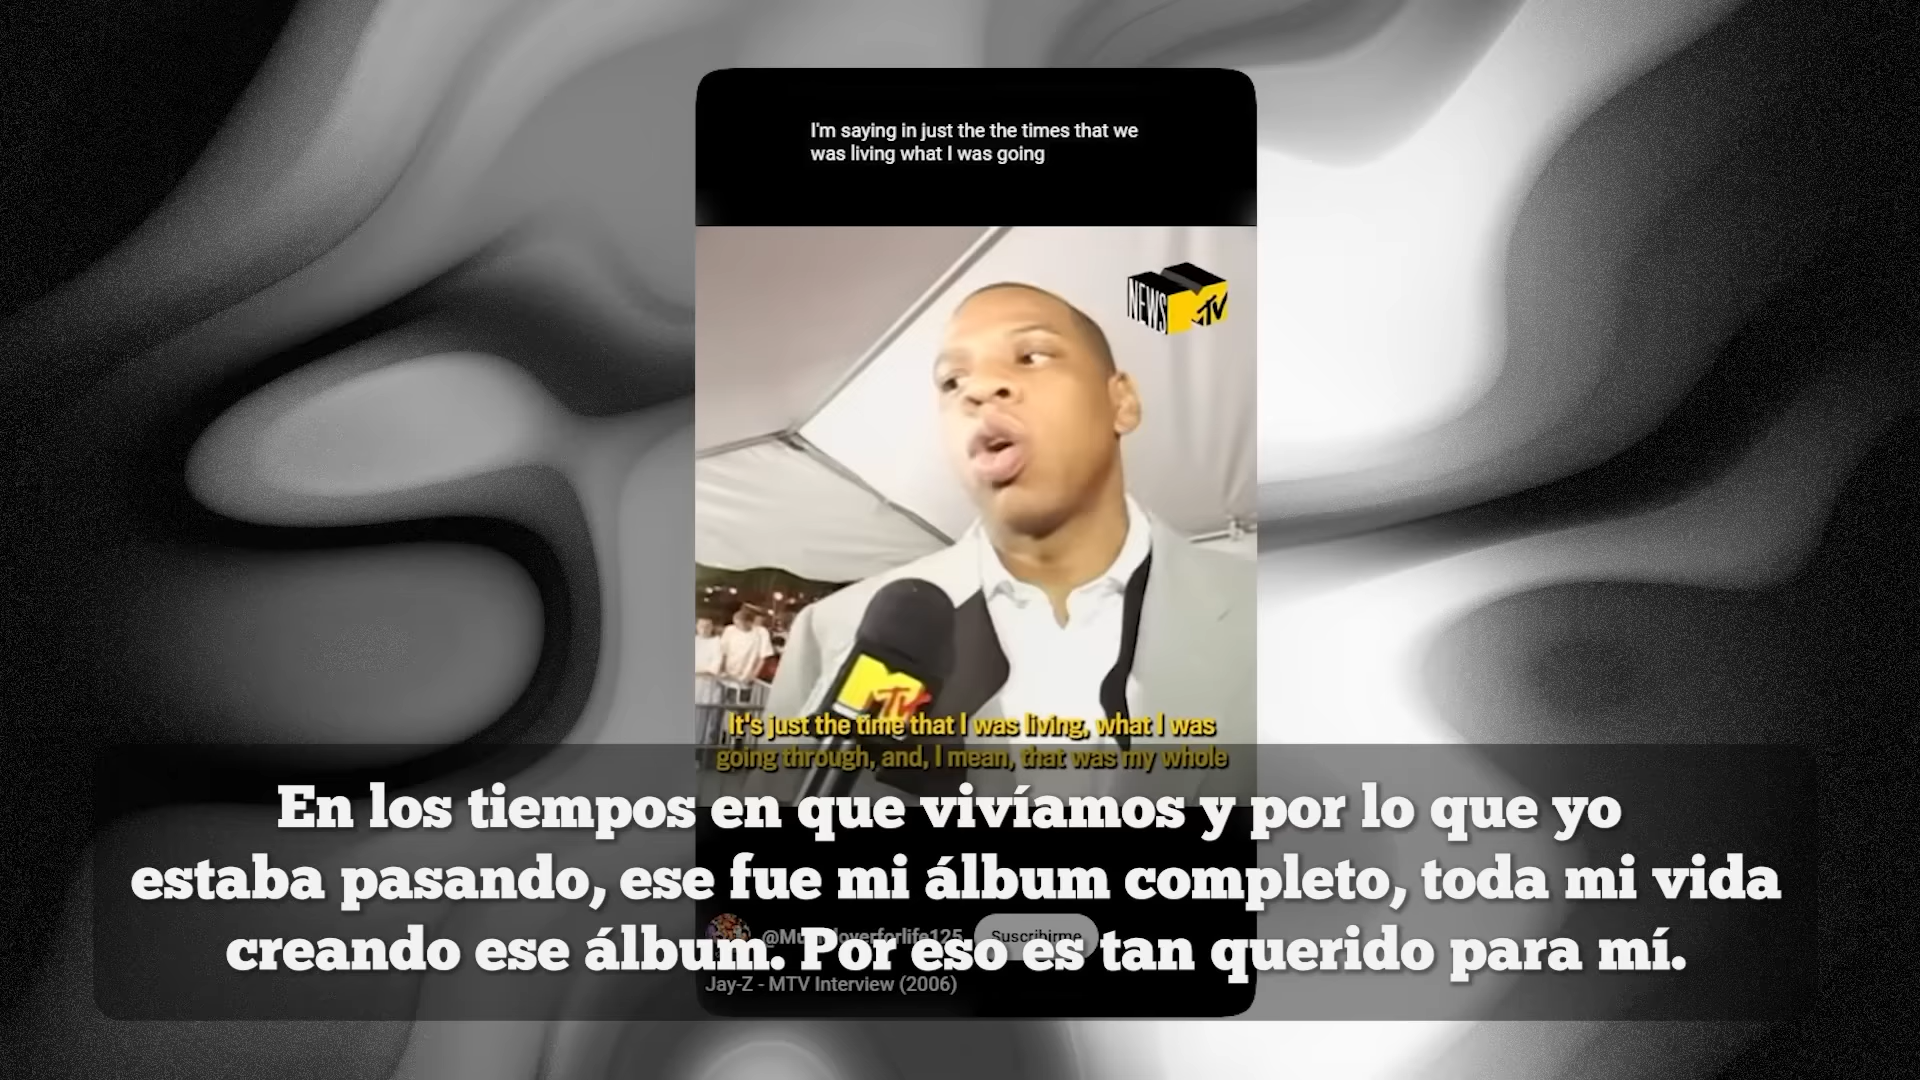 I'm saying in just the the times that we
was living what I was going
NEWS MTV
MTV
It's just the time that I was living, what I was
going through, and, I mean, that was my whole
En los tiempos en que vivíamos y por lo que yo
estaba pasando, ese fue mi álbum completo, toda mi vida
creando ese álbum. Por eso es tan querido para mí.
Suscribirme
Jay-Z - MTV Interview (2006)